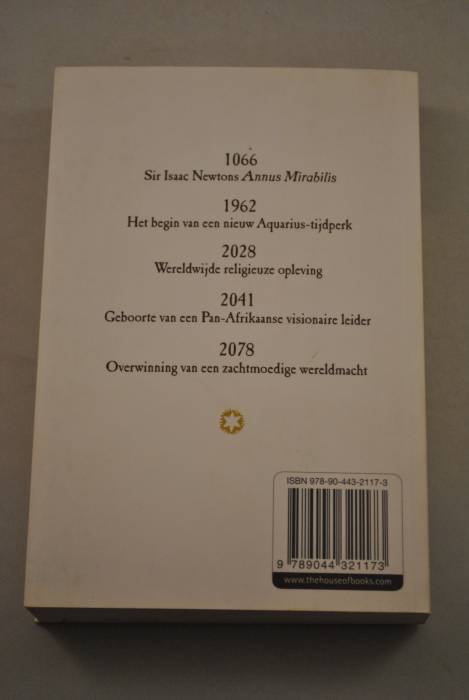 1066
Sir Isaac Newtons Annus Mirabilis
1962
Het begin van een nieuw Aquarius-tijdperk
2028
Wereldwijde religieuze opleving
2041
Geboorte van een Pan-Afrikaanse visionaire leider
2078
Overwinning van een zachtmoedige wereldmacht
ISBN 978-90-443-2117-3
9 789044 321173
www.thehouseofbooks.com